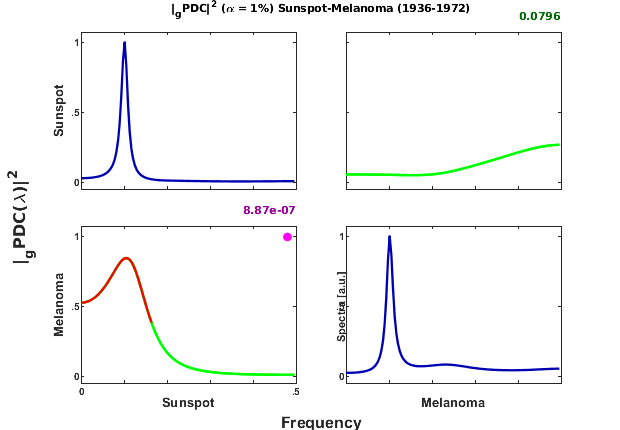 |gPDC|² (α = 1%) Sunspot-Melanoma (1936-1972)
0.0796
1
.5
0
Sunspot
8.87e-07
|gPDC(λ)|²
1
.5
0
Melanoma
0
.5
Sunspot
1
.5
0
Spectra [a.u.]
Melanoma
Frequency